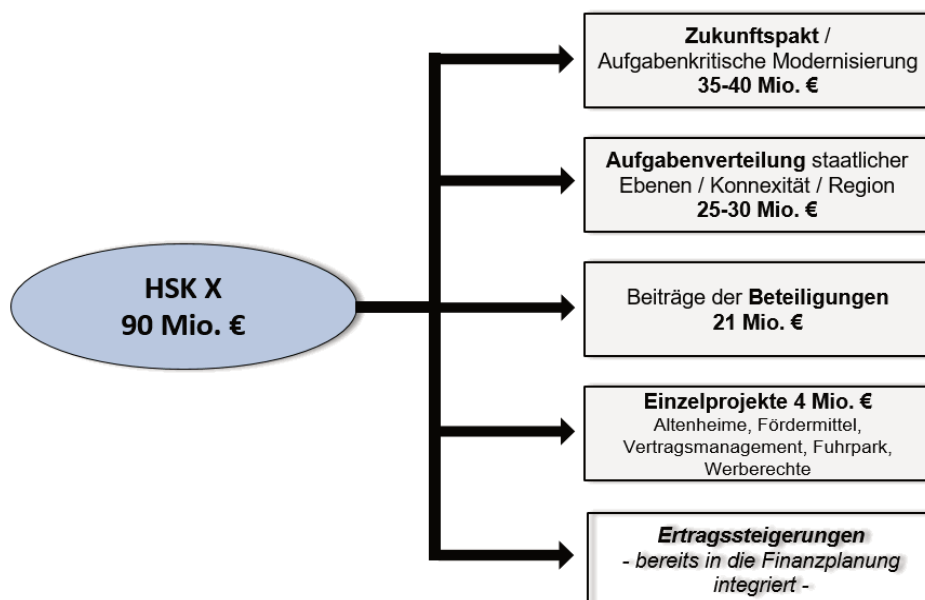 HSK X
90 Mio. €
Zukunftspakt /
Aufgabenkritische Modernisierung
35-40 Mio. €
Aufgabenverteilung staatlicher
Ebenen / Konnexität / Region
25-30 Mio. €
Beiträge der Beteiligungen
21 Mio. €
Einzelprojekte 4 Mio. €
Altenheime, Fördermittel,
Vertragsmanagement, Fuhrpark,
Werberechte
Ertragssteigerungen
- bereits in die Finanzplanung
integriert -